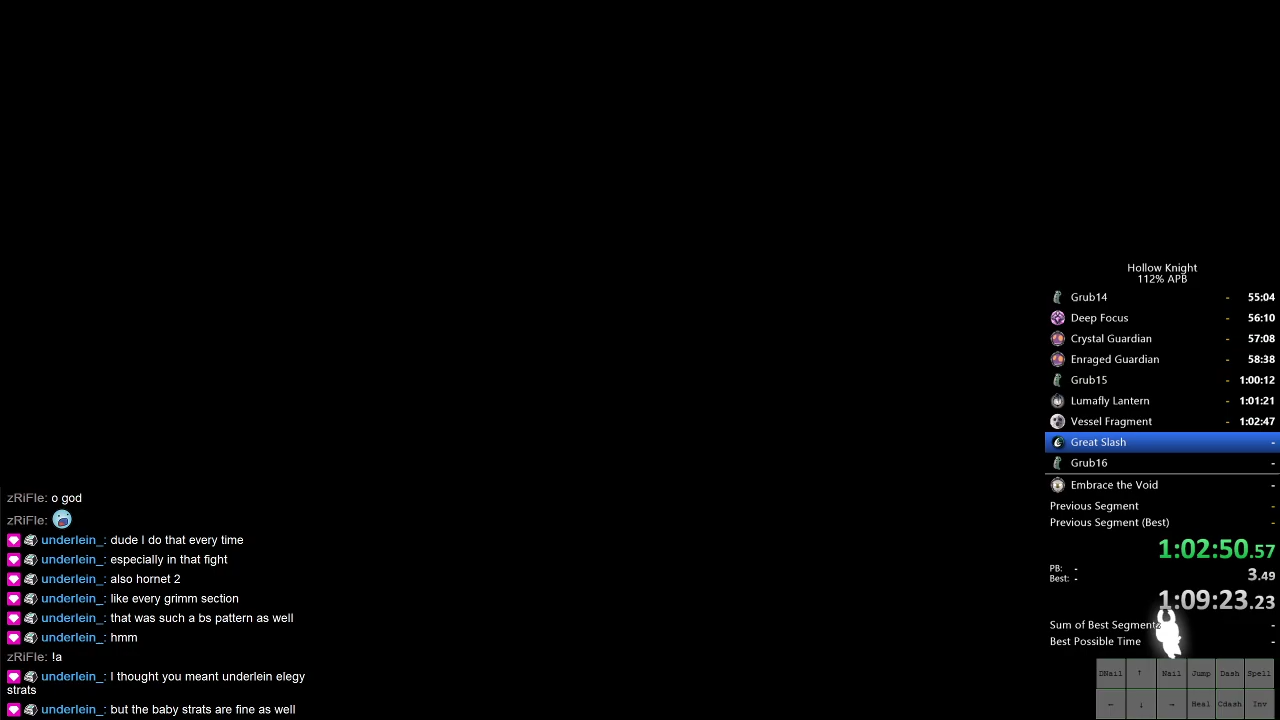 zRiFle: o god
zRiFle:
underlein_: dude I do that every time
underlein_: especially in that fight
underlein_: also hornet 2
underlein_: like every grimm section
underlein_: that was such a bs pattern as well
underlein_: hmm
zRiFle: !a
underlein_: I thought you meant underlein elegy
strats
underlein_: but the baby strats are fine as well
Hollow Knight
112% APB
Grub14 - 55:04
Deep Focus - 56:10
Crystal Guardian - 57:08
Enraged Guardian - 58:38
Grub15 - 1:00:12
Lumafly Lantern - 1:01:21
Vessel Fragment - 1:02:47
Great Slash -
Grub16 -
Embrace the Void -
Previous Segment -
Previous Segment (Best) -
1:02:50.57
PB: - 3.49
Best: -
1:09:23.23
Sum of Best Segments -
Best Possible Time -
DNail ↑ Nail Jump Dash Spell
← ↓ → Heal Cdash Inv